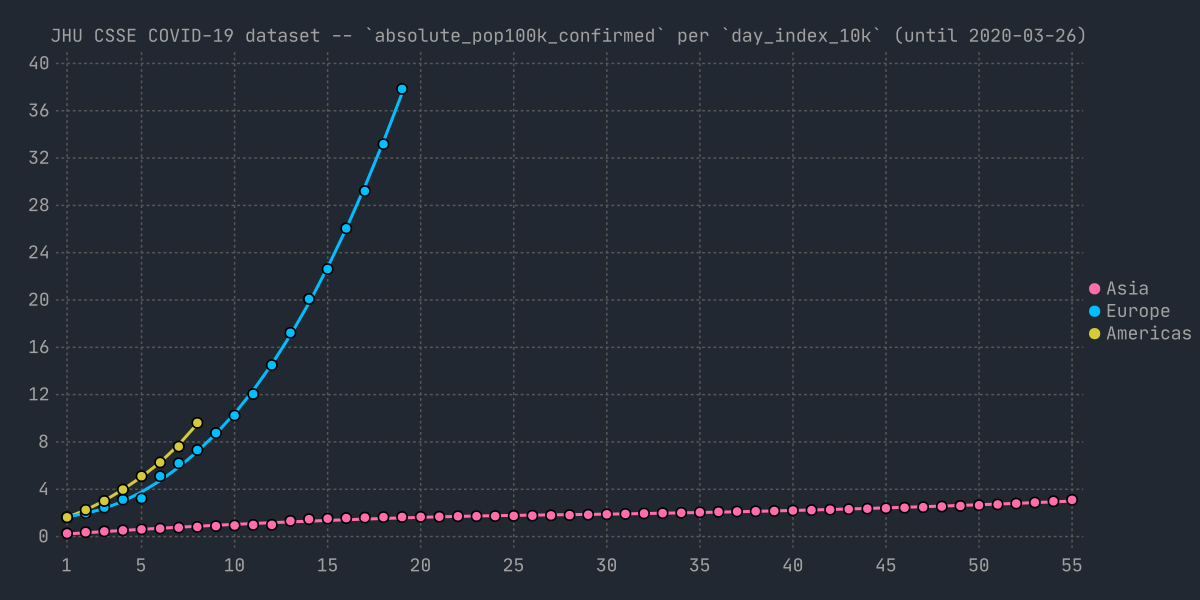 JHU CSSE COVID-19 dataset -- `absolute_pop100k_confirmed` per `day_index_10k` (until 2020-03-26)
40
36
32
28
24
20
16
12
8
4
0
1 5 10 15 20 25 30 35 40 45 50 55
Asia
Europe
Americas